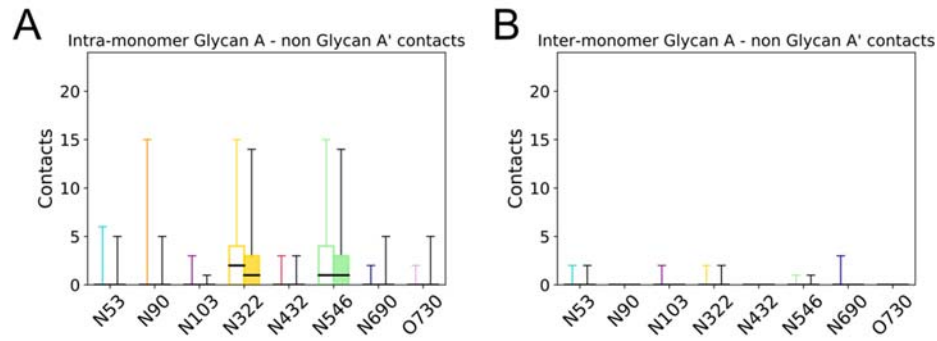 A
Intra-monomer Glycan A - non Glycan A' contacts
Contacts
20
15
10
5
0
N53
N90
N103
N322
N432
N546
N690
O730
B
Inter-monomer Glycan A - non Glycan A' contacts
Contacts
20
15
10
5
0
N53
N90
N103
N322
N432
N546
N690
O730